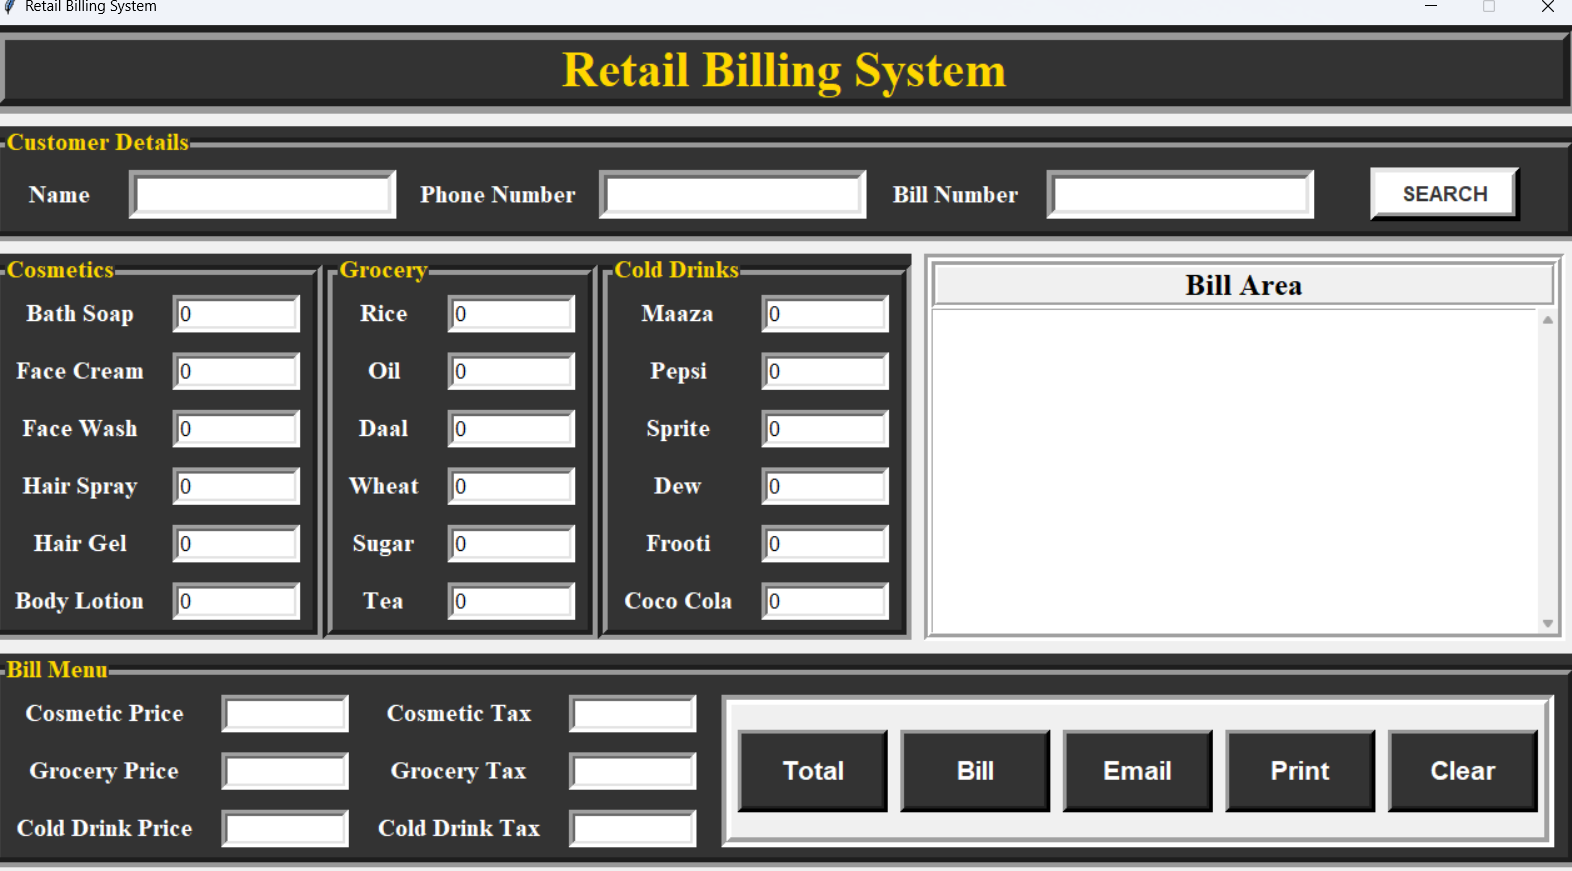 Retail Billing System
Retail Billing System
Customer Details
Name Phone Number Bill Number SEARCH
Cosmetics Grocery Cold Drinks
Bill Area
Bath Soap 0 Rice 0 Maaza 0
Face Cream 0 Oil 0 Pepsi 0
Face Wash 0 Daal 0 Sprite 0
Hair Spray 0 Wheat 0 Dew 0
Hair Gel 0 Sugar 0 Frooti 0
Body Lotion 0 Tea 0 Coco Cola 0
Bill Menu
Cosmetic Price Cosmetic Tax
Grocery Price Grocery Tax
Total Bill Email Print Clear
Cold Drink Price Cold Drink Tax